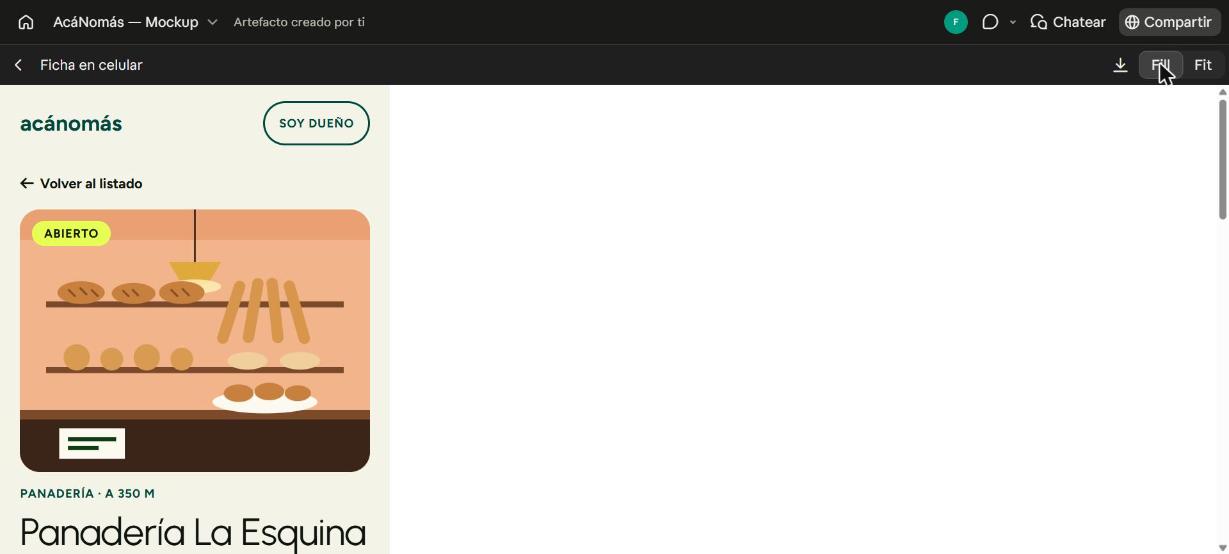 AcáNomás — Mockup
Artefacto creado por ti
F
Chatear
Compartir
Ficha en celular
Fill
Fit
acánomás
SOY DUEÑO
← Volver al listado
ABIERTO
PANADERÍA · A 350 M
Panadería La Esquina